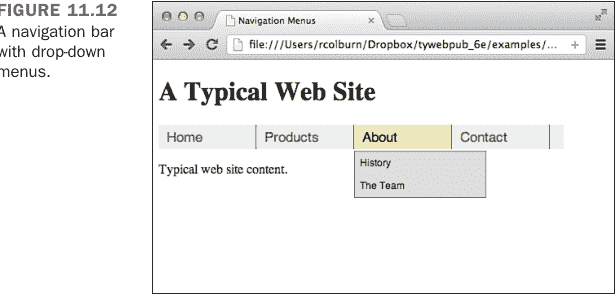 FIGURE 11.12
A navigation bar
with drop-down
menus.
Navigation Menus
file:///Users/rcolburn/Dropbox/tywebpub_6e/examples/...
A Typical Web Site
Home Products About Contact
History
Typical web site content.
The Team